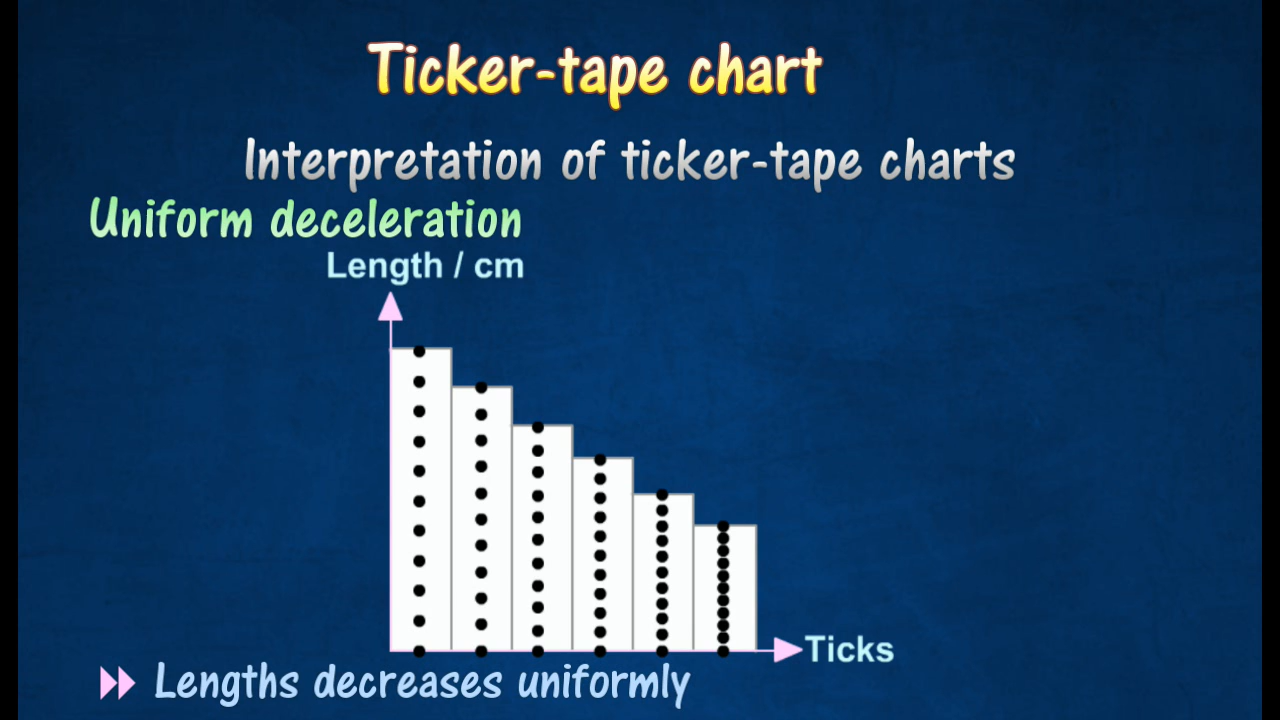 Ticker-tape chart
Interpretation of ticker-tape charts
Uniform deceleration
Length / cm
Ticks
Lengths decreases uniformly